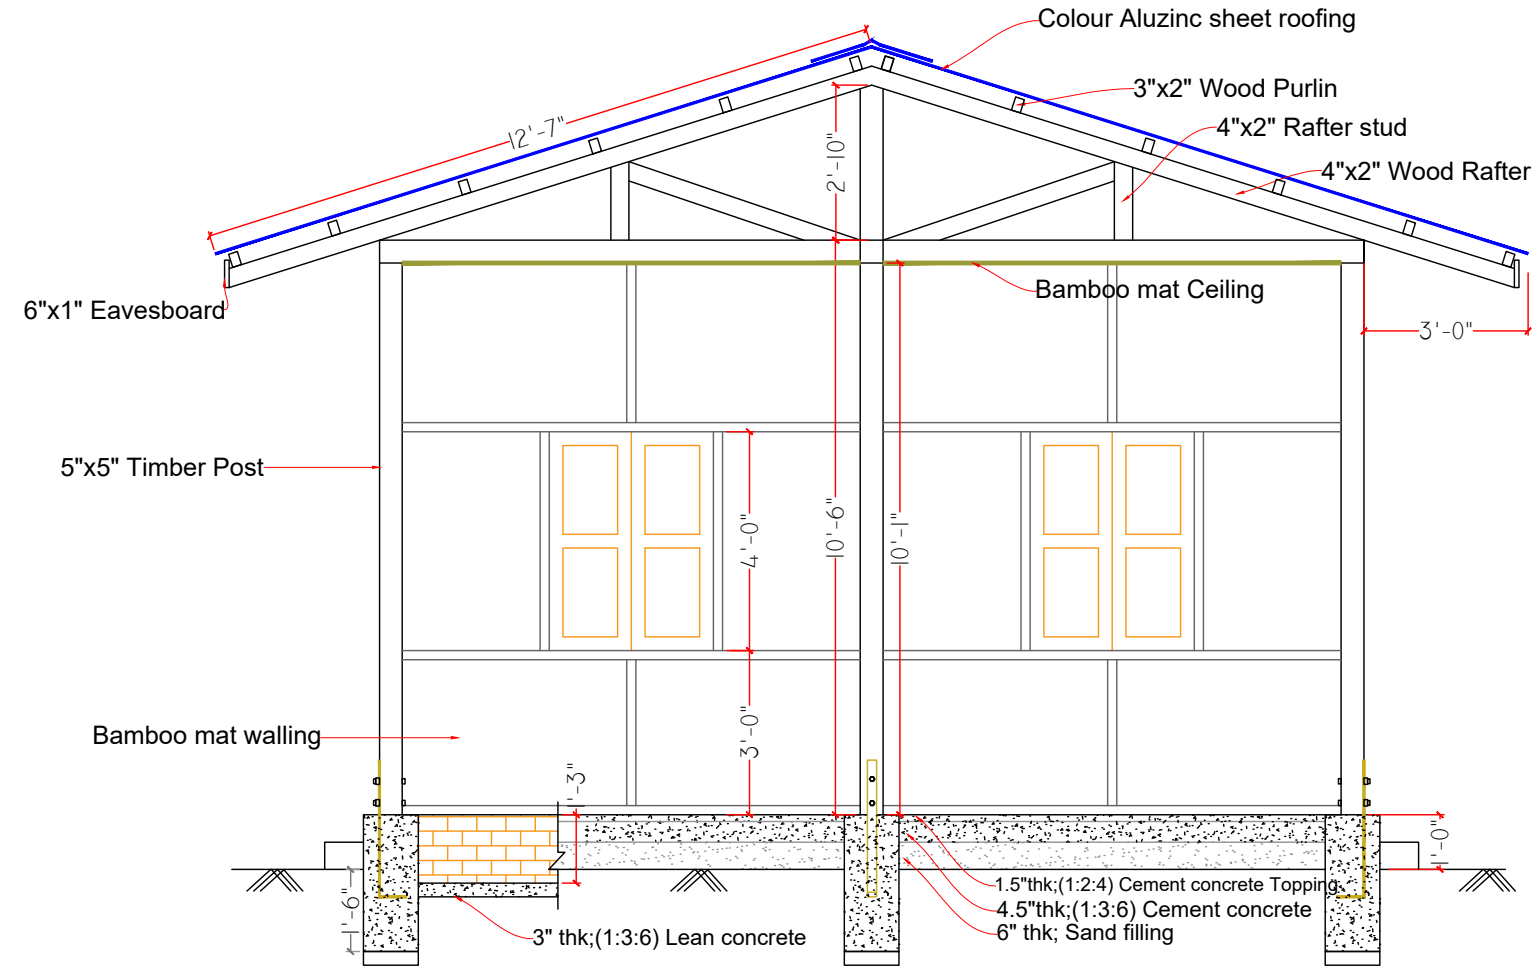 Colour Aluzinc sheet roofing
3"x2" Wood Purlin
12'-7"
4"x2" Rafter stud
2'-10"
4"x2" Wood Rafter
Bamboo mat Ceiling
6"x1" Eavesboard
3'-0"
5"x5" Timber Post
4'-0"
10'-6"
10'-1"
3'-0"
Bamboo mat walling
1'-3"
1'-0"
1.5"thk;(1:2:4) Cement concrete Topping
1'-6"
4.5"thk;(1:3:6) Cement concrete
3" thk;(1:3:6) Lean concrete
6" thk; Sand filling